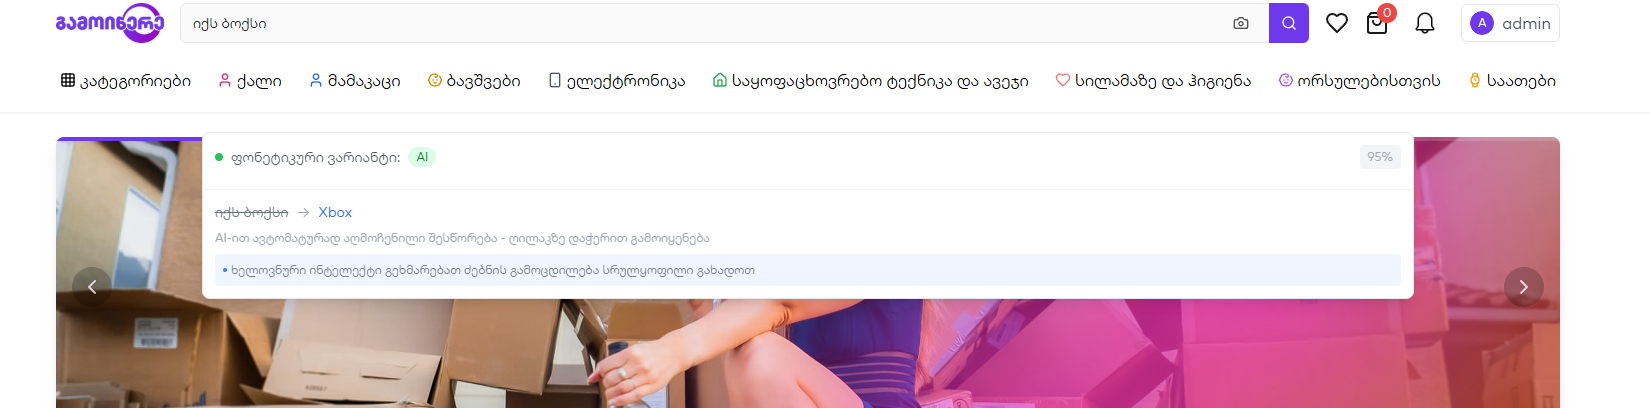 გამოიწერე
იქს ბოქსი
0
A admin
კატეგორიები ქალი მამაკაცი ბავშვები ელექტრონიკა საყოფაცხოვრებო ტექნიკა და ავეჯი სილამაზე და ჰიგიენა ორსულებისთვის საათები
ფონეტიკური ვარიანტი: AI 95%
იქს ბოქსი → Xbox
AI-ით ავტომატურად აღმოჩენილი შესწორება - ღილაკზე დაჭერით გამოიყენება
• ხელოვნური ინტელექტი გეხმარებათ ძებნის გამოცდილება სრულყოფილი გახადოთ